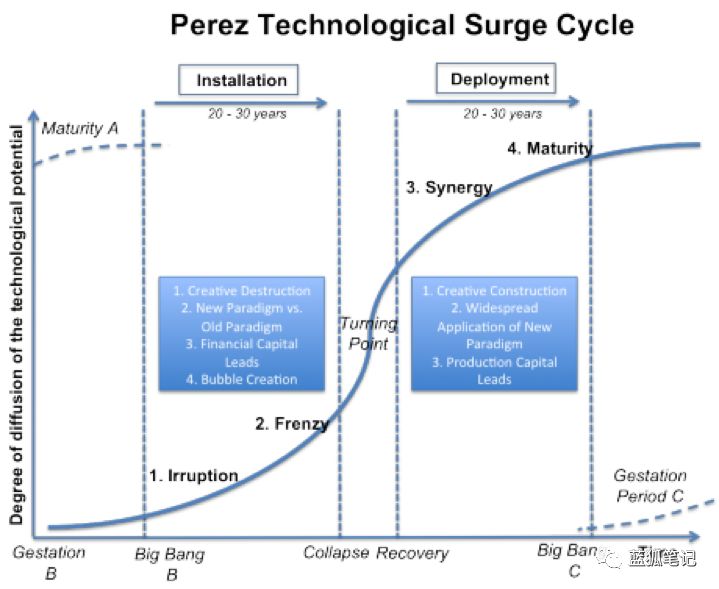 Perez Technological Surge Cycle
Installation
Deployment
20 - 30 years
20 - 30 years
Degree of diffusion of the technological potential
Maturity A
4. Maturity
3. Synergy
1. Creative Destruction
2. New Paradigm vs.
Old Paradigm
3. Financial Capital
Leads
4. Bubble Creation
Turning
Point
1. Creative Construction
2. Widespread
Application of New
Paradigm
3. Production Capital
Leads
2. Frenzy
1. Irruption
Gestation
Period C
Gestation
B
Big Bang
B
Collapse
Recovery
Big Ban
C
蓝狐笔记